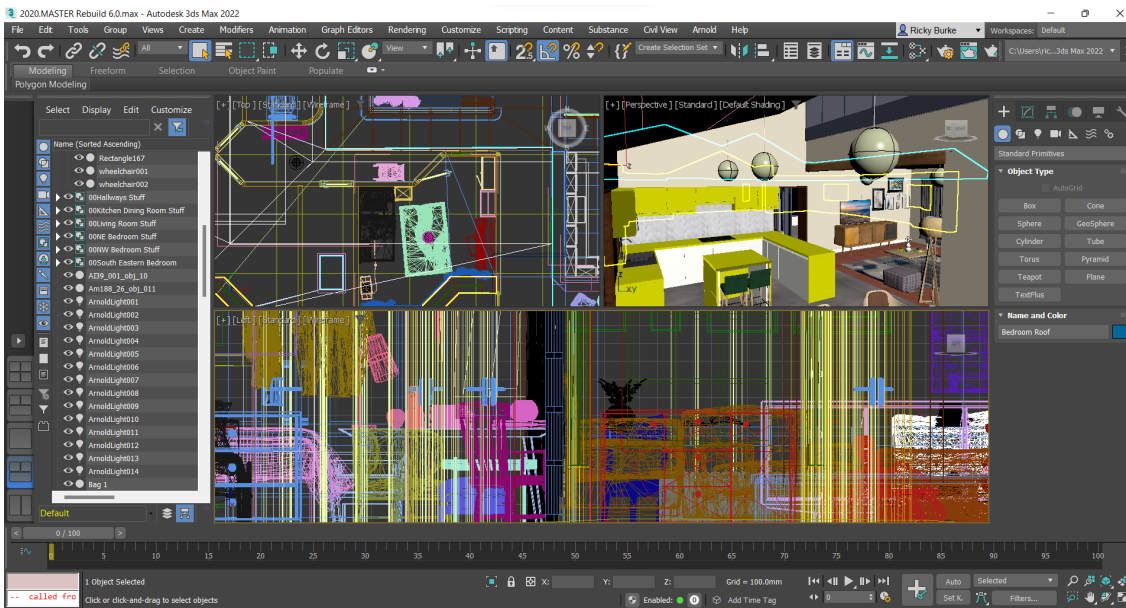 2020.MASTER Rebuild 6.0.max - Autodesk 3ds Max 2022
File Edit Tools Group Views Create Modifiers Animation Graph Editors Rendering Customize Scripting Content Substance Civil View Arnold Help
Ricky Burke
Workspaces: Default
All
View
Create Selection Set
C:\Users\ric...3ds Max 2022
Modeling Freeform Selection Object Paint Populate
Polygon Modeling
Select Display Edit Customize
Name (Sorted Ascending)
Rectangle167
wheelchair001
wheelchair002
00Hallways Stuff
00Kitchen Dining Room Stuff
00Living Room Stuff
00NE Bedroom Stuff
00NW Bedroom Stuff
00South Eastern Bedroom
AI39_001_obj_10
Am188_26_obj_011
ArnoldLight001
ArnoldLight002
ArnoldLight003
ArnoldLight004
ArnoldLight005
ArnoldLight006
ArnoldLight007
ArnoldLight008
ArnoldLight009
ArnoldLight010
ArnoldLight011
ArnoldLight012
ArnoldLight013
ArnoldLight014
Bag 1
Default
[+] [Top ] [Standard ] [Wireframe ]
[+] [Perspective ] [Standard ] [Default Shading ]
[+] [Left ] [Standard ] [Wireframe ]
TOP
z
xy
Standard Primitives
Object Type
AutoGrid
Box Cone
Sphere GeoSphere
Cylinder Tube
Torus Pyramid
Teapot Plane
TextPlus
Name and Color
Bedroom Roof
0 / 100
0 5 10 15 20 25 30 35 40 45 50 55 60 65 70 75 80 85 90 95 100
1 Object Selected
X: Y: Z: Grid = 100.0mm
Auto Selected
-- called fro
Click or click-and-drag to select objects
Enabled: 0
Add Time Tag
0
Set K. Filters...